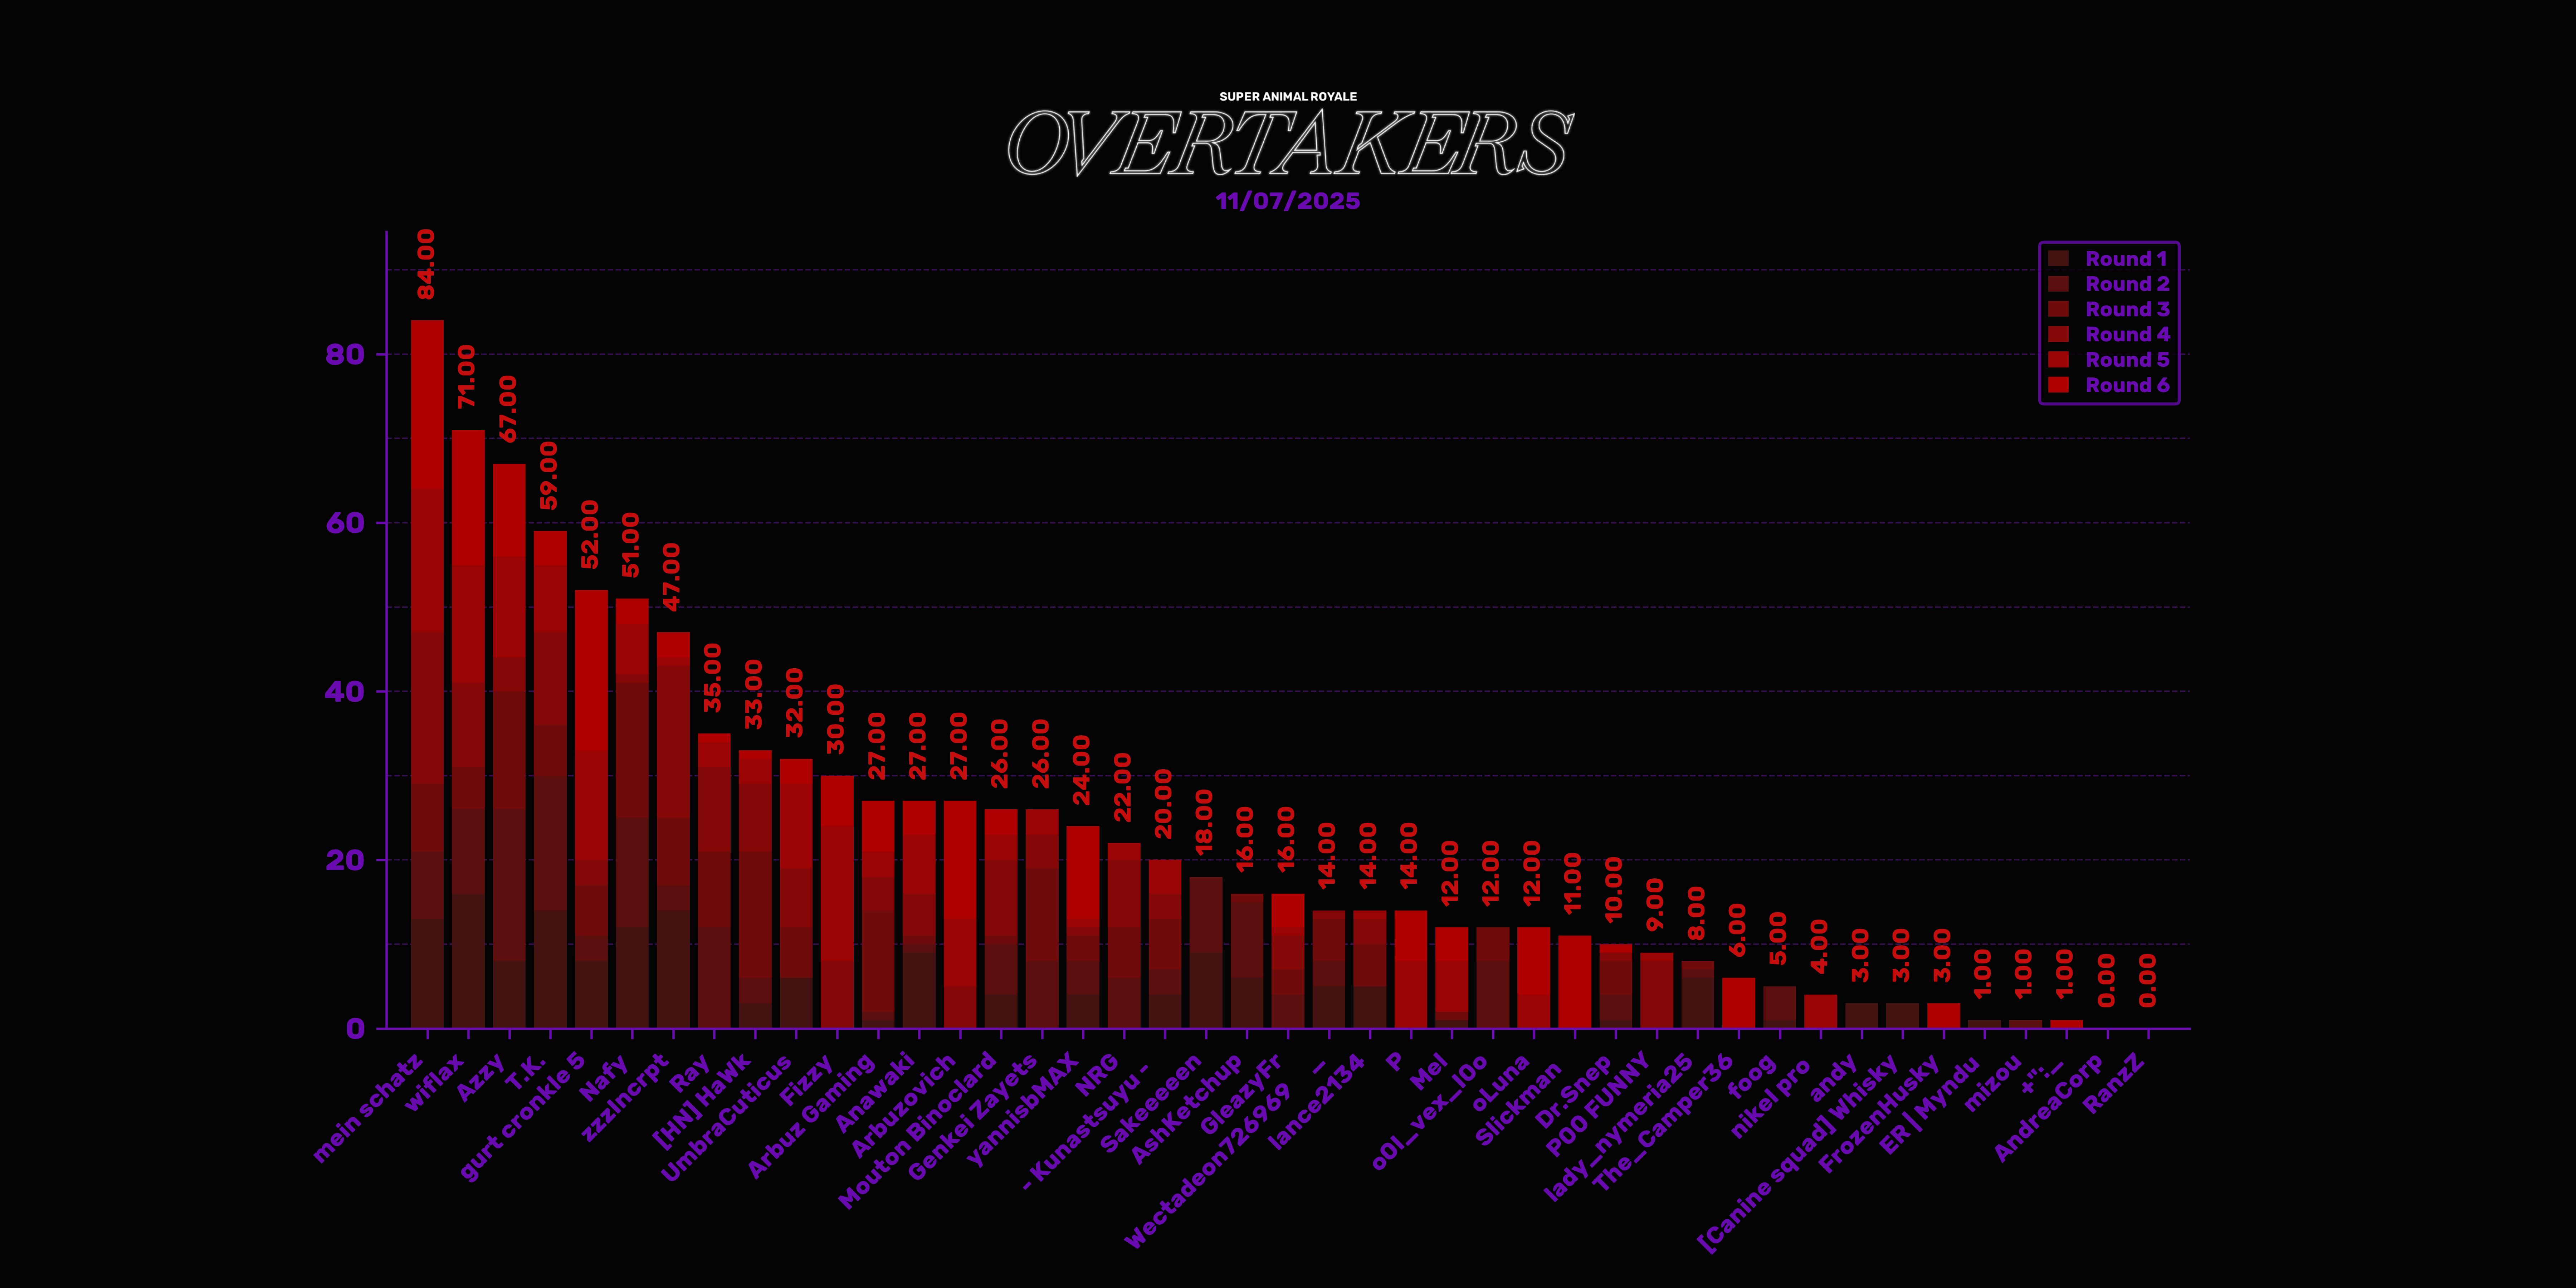 SUPER ANIMAL ROYALE
OVERTAKERS
11/07/2025
Round 1
Round 2
Round 3
Round 4
Round 5
Round 6
80
60
40
20
0
84.00
71.00
67.00
59.00
52.00
51.00
47.00
35.00
33.00
32.00
30.00
27.00
27.00
27.00
26.00
26.00
24.00
22.00
20.00
18.00
16.00
16.00
14.00
14.00
14.00
12.00
12.00
12.00
11.00
10.00
9.00
8.00
6.00
5.00
4.00
3.00
3.00
3.00
1.00
1.00
1.00
0.00
0.00
mein schatz
wiflax
Azzy
T.K.
gurt cronkle 5
Nafy
zzzIncrpt
Ray
[HN] HaWk
UmbraCuticus
Fizzy
Arbuz Gaming
Anawaki
Arbuzovich
Mouton Binoclard
Genkei Zayets
yannisbMAX
NRG
- Kunastsuyu -
Sakeeeeen
AshKetchup
GleazyFr
Wectadeon726969 _
lance2134
P
Mel
o0l_vex_l0o
oLuna
Slickman
Dr.Snep
POO FUNNY
lady_nymeria25
The_Camper36
foog
nikel pro
andy
[Canine squad] Whisky
FrozenHusky
ER | Myndu
mizou
+":._
AndreaCorp
RanzZ